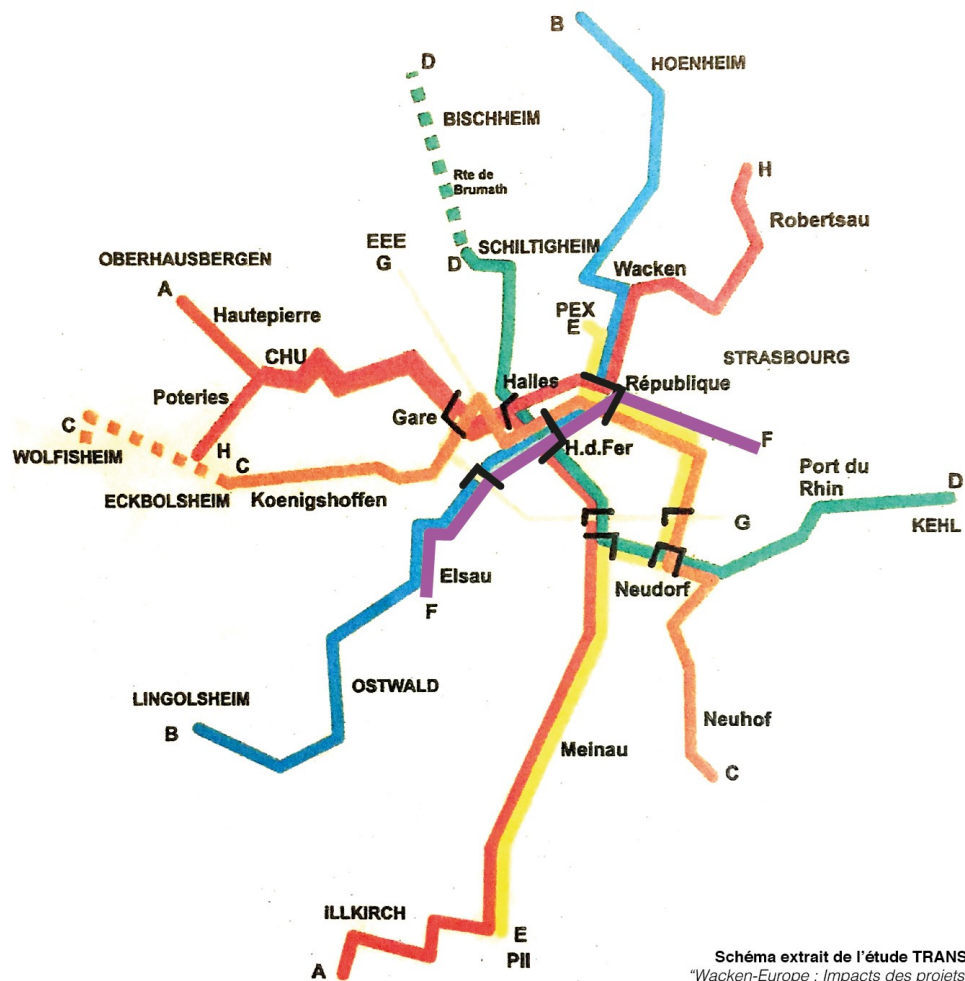 B
HOENHEIM
D
BISCHHEIM
Rte de
Brumath
H
Robertsau
EEE
G
D
SCHILTIGHEIM
Wacken
OBERHAUSBERGEN
A
Hautepierre
PEX
E
CHU
STRASBOURG
Halles
République
Poteries
Gare
C
WOLFISHEIM
H
C
H.d.Fer
F
ECKBOLSHEIM
Koenigshoffen
Port du
Rhin
D
G
KEHL
Elsau
F
Neudorf
LINGOLSHEIM
B
OSTWALD
Neuhof
Meinau
C
ILLKIRCH
A
E
PII
Schéma extrait de l'étude TRANS
"Wacken-Europe : Impacts des projets